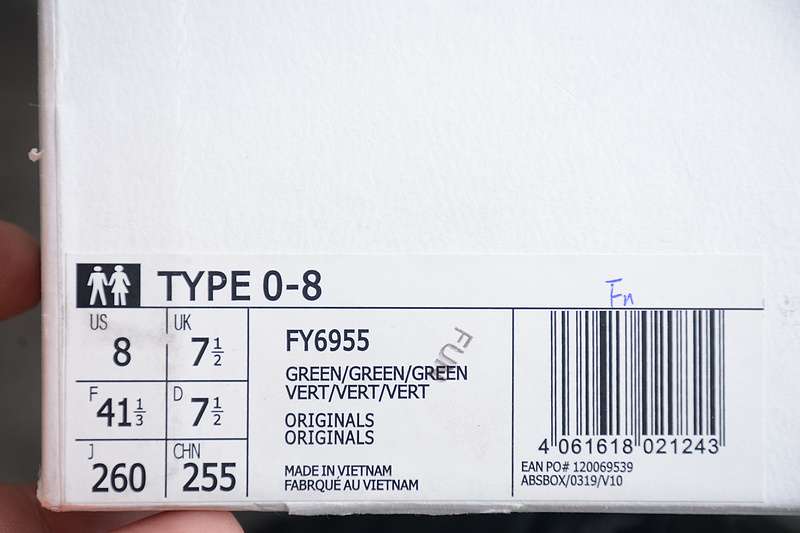 TYPE 0-8
Fn
US 8
UK 7 1/2
F 41 1/3
D 7 1/2
J 260
CHN 255
FY6955
GREEN/GREEN/GREEN
VERT/VERT/VERT
ORIGINALS
ORIGINALS
MADE IN VIETNAM
FABRIQUÉ AU VIETNAM
4 061618 021243
EAN PO# 120069539
ABSBOX/0319/V10